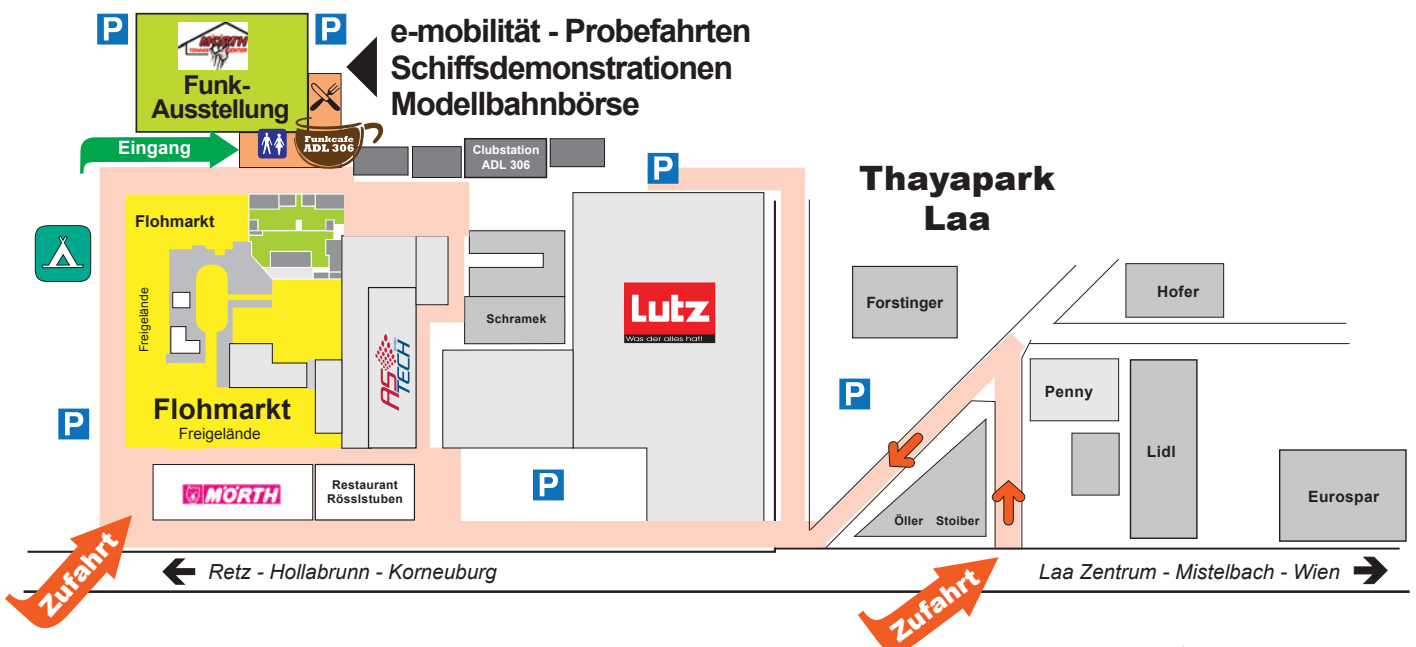 P
P
MÖRTH
TENNIS CENTER
Funk-
Ausstellung
e-mobilität - Probefahrten
Schiffsdemonstrationen
Modellbahnbörse
Eingang
Funkcafe
ADL 306
Clubstation
ADL 306
P
Thayapark
Laa
Flohmarkt
Freigelände
Forstinger
Hofer
Schramek
Lutz
Was der alles hat!
AS
TECH
P
Penny
Flohmarkt
Freigelände
P
Lidl
MÖRTH
Restaurant
Rösslstuben
P
Eurospar
Öller Stoiber
Zufahrt
Retz - Hollabrunn - Korneuburg
Zufahrt
Laa Zentrum - Mistelbach - Wien